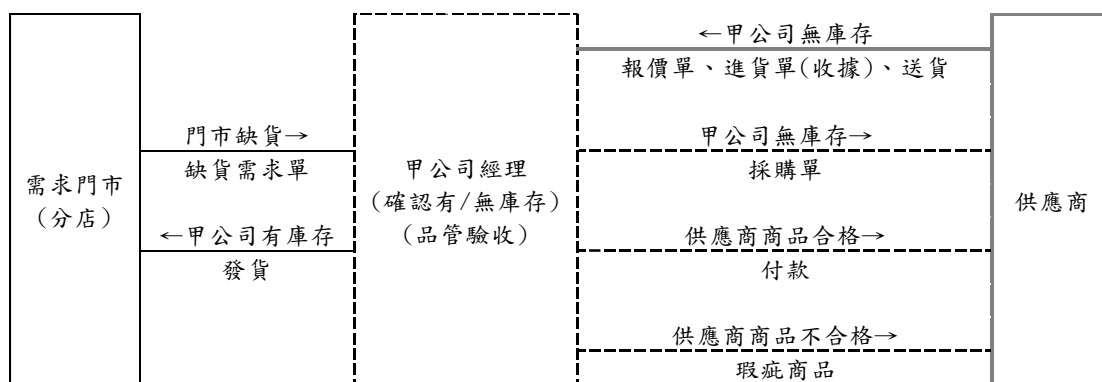 ←甲公司無庫存
報價單、進貨單(收據)、送貨
門市缺貨→
缺貨需求單
甲公司無庫存→
採購單
需求門市
(分店)
甲公司經理
(確認有/無庫存)
(品管驗收)
供應商
←甲公司有庫存
發貨
供應商商品合格→
付款
供應商商品不合格→
瑕疵商品